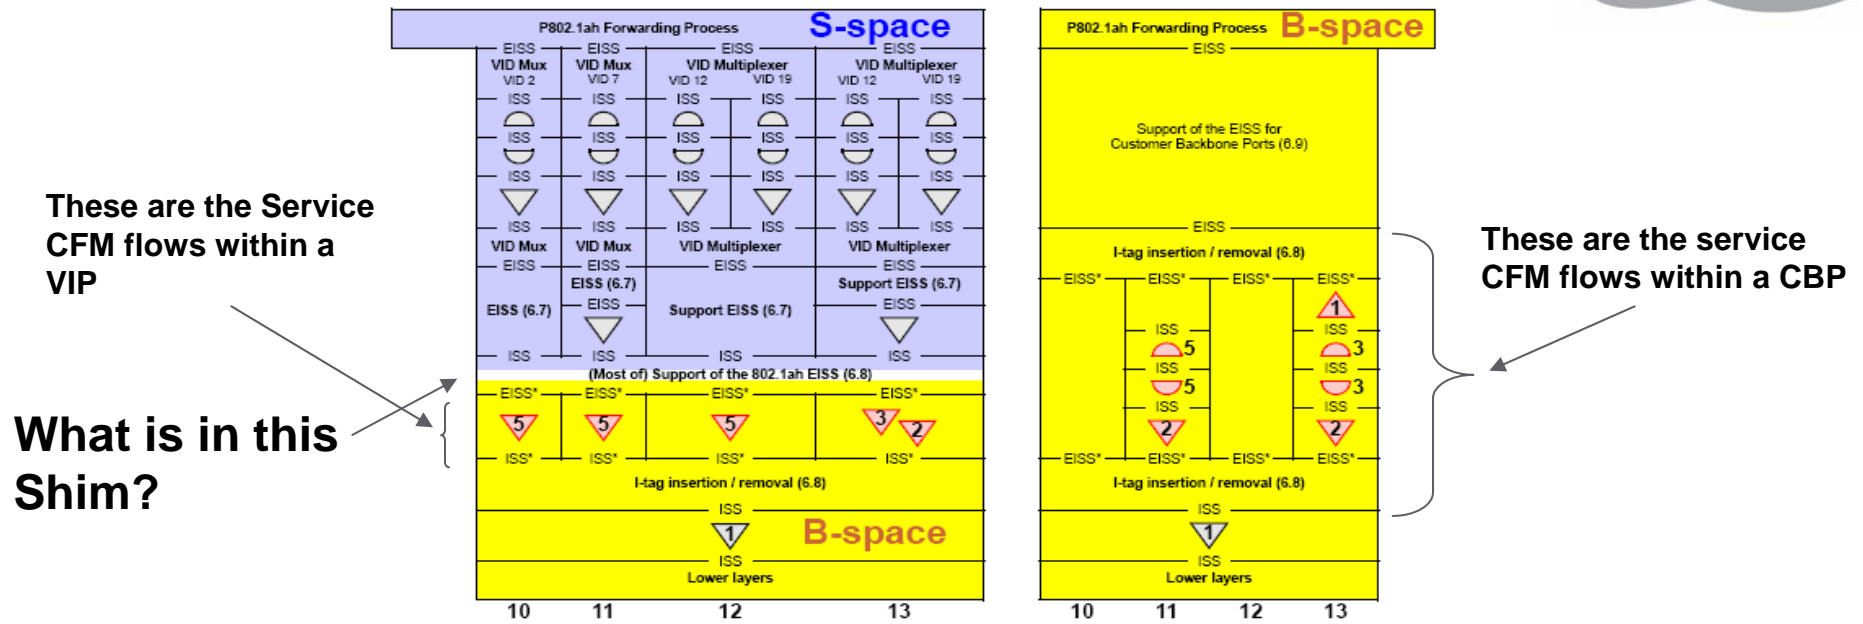 P802.1ah Forwarding Process S-space
EISS EISS EISS EISS
VID Mux VID Mux VID Multiplexer VID Multiplexer
VID 2 VID 7 VID 12 VID 19 VID 12 VID 19
ISS ISS ISS ISS ISS ISS
ISS ISS ISS ISS ISS ISS
ISS ISS ISS ISS ISS ISS
ISS ISS ISS ISS ISS ISS
VID Mux VID Mux VID Multiplexer VID Multiplexer
EISS EISS EISS EISS
EISS (6.7) Support EISS (6.7)
EISS EISS
EISS (6.7) Support EISS (6.7)
ISS ISS ISS ISS
(Most of) Support of the 802.1ah EISS (6.8)
EISS* EISS* EISS* EISS*
5 5 5 3 2
ISS* ISS* ISS* ISS*
I-tag insertion / removal (6.8)
ISS
1 B-space
ISS
Lower layers
10 11 12 13
These are the Service
CFM flows within a
VIP
What is in this
Shim?
P802.1ah Forwarding Process B-space
EISS
Support of the EISS for
Customer Backbone Ports (6.9)
EISS
I-tag insertion / removal (6.8)
EISS* EISS* EISS* EISS*
1
ISS ISS
5 3
ISS ISS
5 3
ISS ISS
2 2
EISS* EISS* EISS* EISS*
I-tag insertion / removal (6.8)
ISS
1
ISS
Lower layers
10 11 12 13
These are the service
CFM flows within a CBP